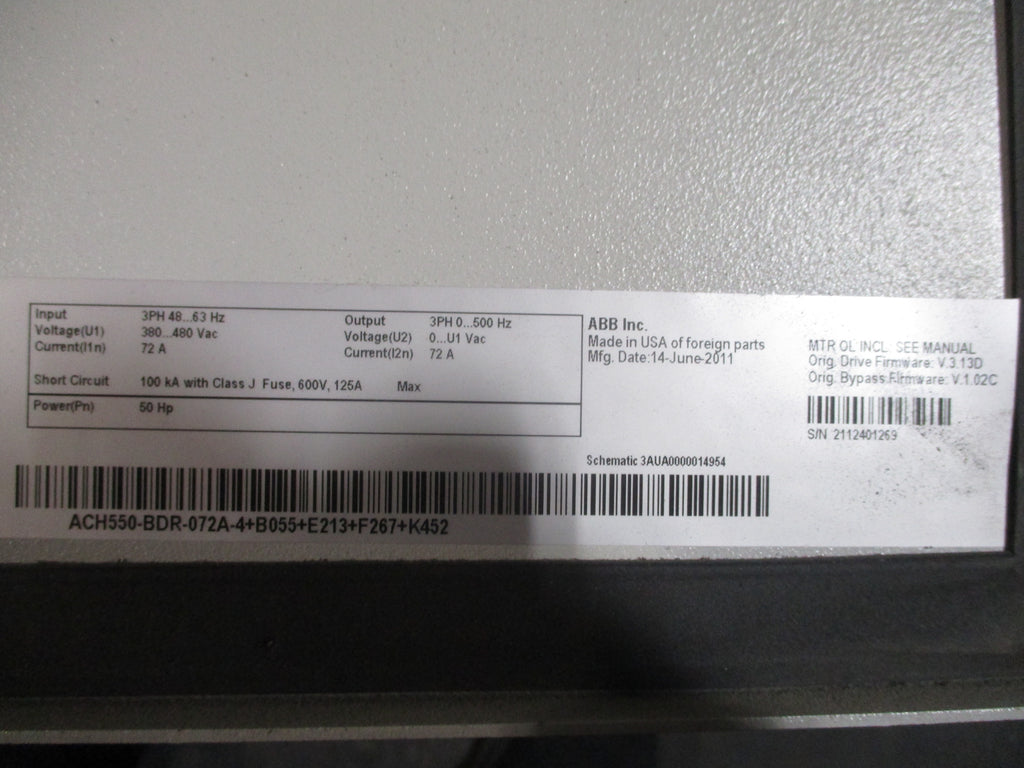 Input 3PH 48...63 Hz
Voltage(U1) 380...480 Vac
Current(I1n) 72 A
Output 3PH 0...500 Hz
Voltage(U2) 0...U1 Vac
Current(I2n) 72 A
Short Circuit 100 kA with Class J Fuse, 600V, 125A Max
Power(Pn) 50 Hp
ABB Inc.
Made in USA of foreign parts
Mfg. Date:14-June-2011
MTR OL INCL. SEE MANUAL
Orig. Drive Firmware: V.3.13D
Orig. Bypass Firmware: V.1.02C
S/N 2112401269
Schematic 3AUA0000014954
ACH550-BDR-072A-4+B055+E213+F267+K452